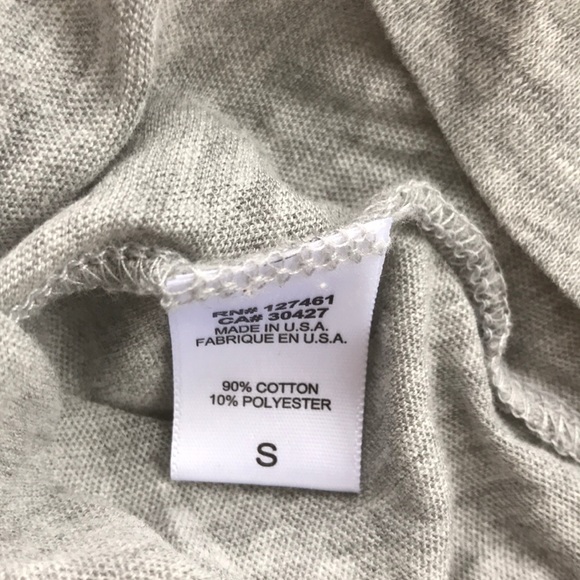 RN# 127461
CA# 30427
MADE IN U.S.A.
FABRIQUE EN U.S.A.
90% COTTON
10% POLYESTER
S